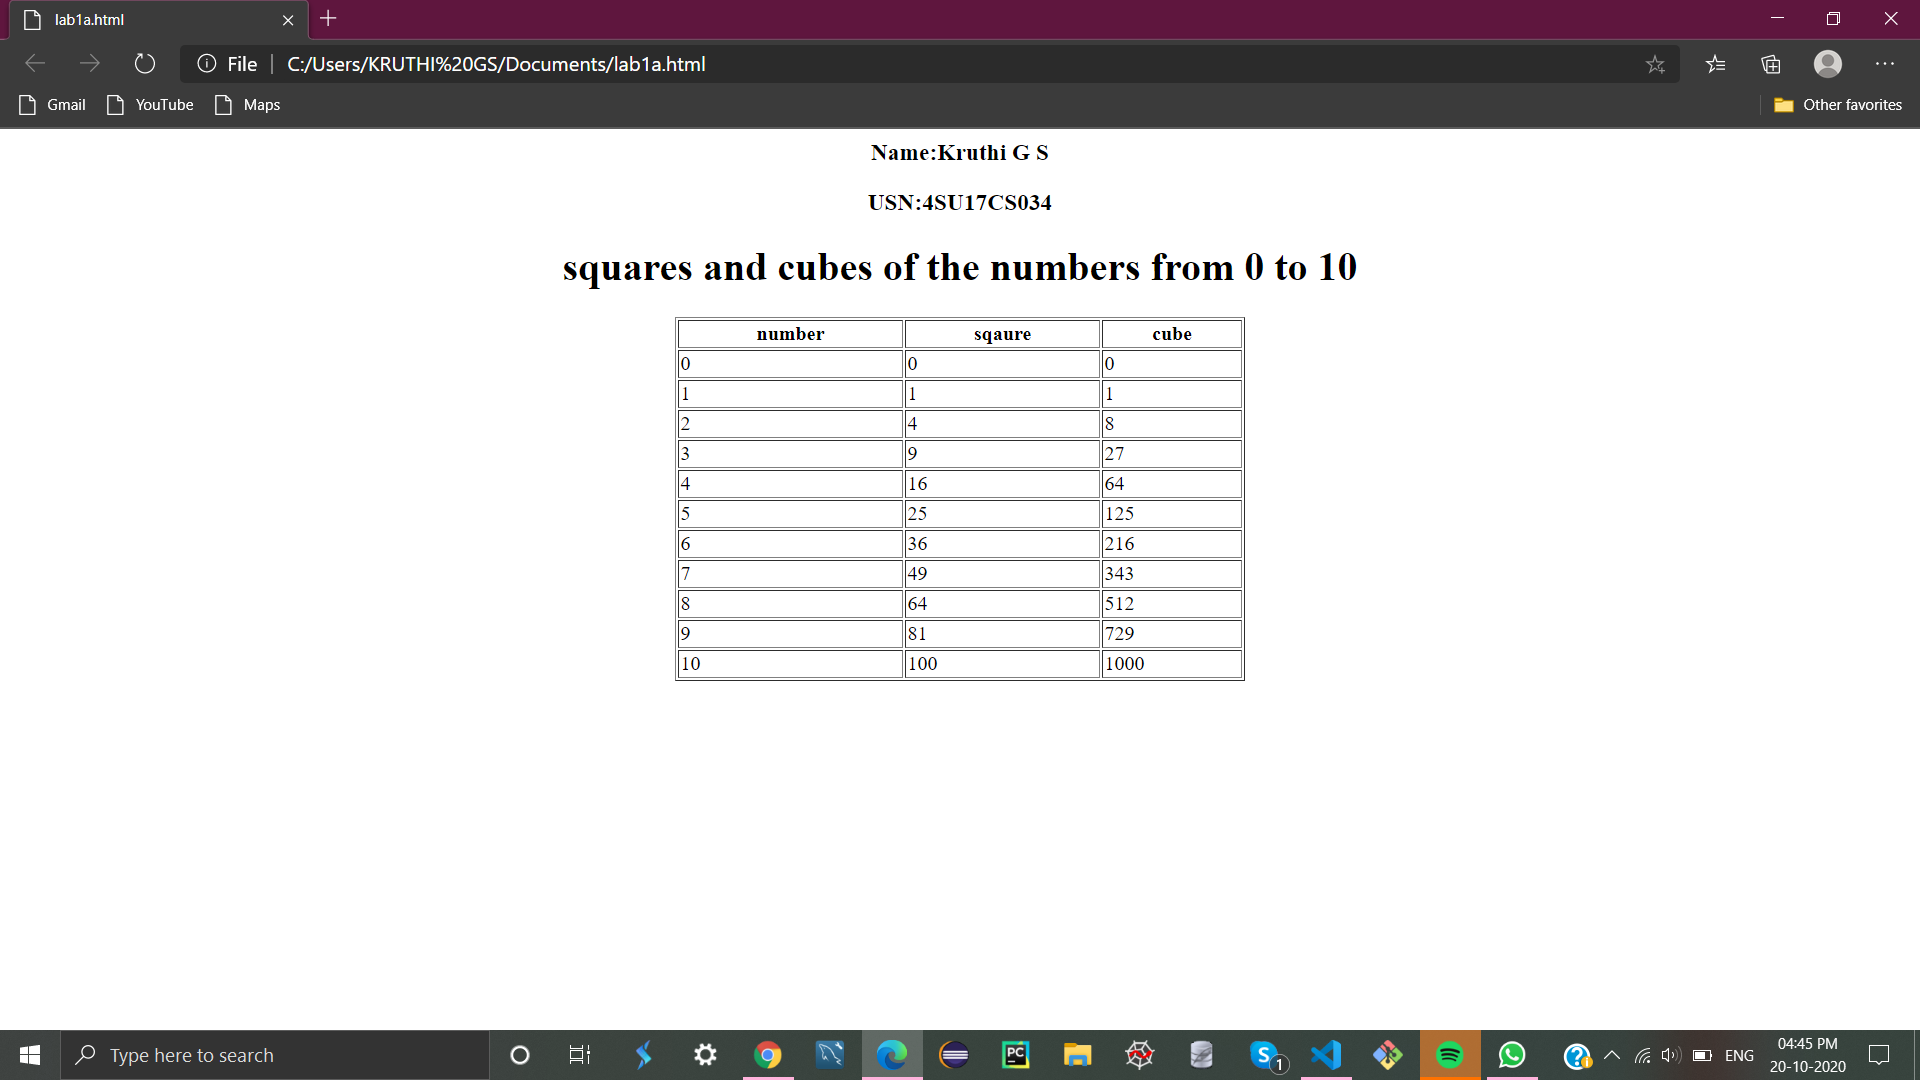 lab1a.html
File C:/Users/KRUTHI%20GS/Documents/lab1a.html
Gmail YouTube Maps Other favorites
Name:Kruthi G S
USN:4SU17CS034
squares and cubes of the numbers from 0 to 10
number sqaure cube
0 0 0
1 1 1
2 4 8
3 9 27
4 16 64
5 25 125
6 36 216
7 49 343
8 64 512
9 81 729
10 100 1000
Type here to search PC S 1 ENG 04:45 PM
20-10-2020